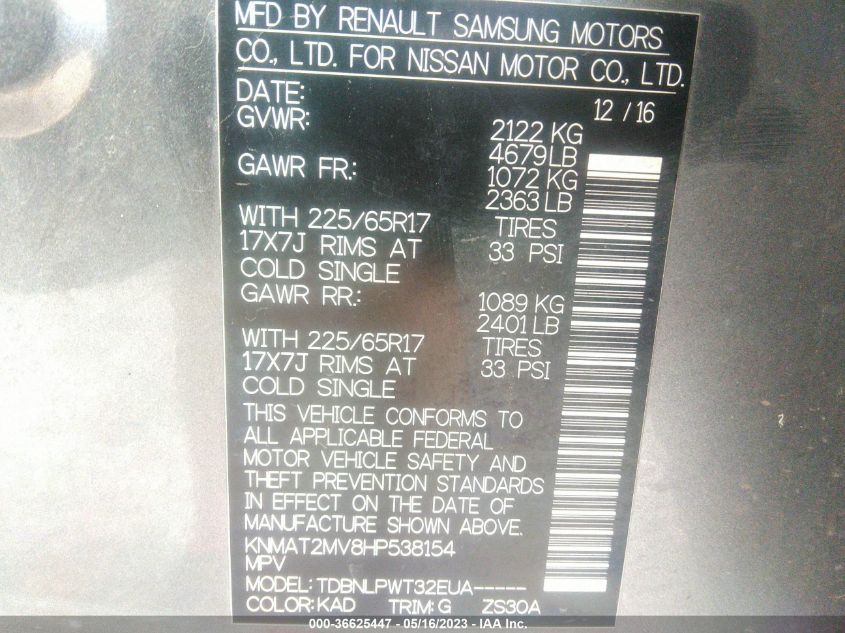 MFD BY RENAULT SAMSUNG MOTORS
CO., LTD. FOR NISSAN MOTOR CO., LTD.
DATE: 12 / 16
GVWR: 2122 KG
4679 LB
GAWR FR: 1072 KG
2363 LB
WITH 225/65R17 TIRES
17X7J RIMS AT 33 PSI
COLD SINGLE
GAWR RR: 1089 KG
2401 LB
WITH 225/65R17 TIRES
17X7J RIMS AT 33 PSI
COLD SINGLE
THIS VEHICLE CONFORMS TO
ALL APPLICABLE FEDERAL
MOTOR VEHICLE SAFETY AND
THEFT PREVENTION STANDARDS
IN EFFECT ON THE DATE OF
MANUFACTURE SHOWN ABOVE.
KNMAT2MV8HP538154
MPV
MODEL: TDBNLPWT32EUA-----
COLOR: KAD TRIM: G ZS30A
000-36625447 - 05/16/2023 - IAA Inc.